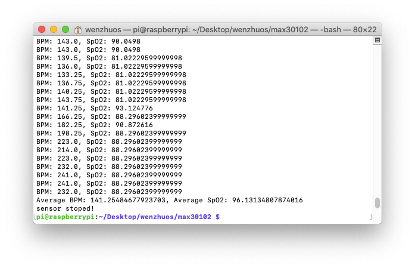 wenzhuos — pi@raspberrypi: ~/Desktop/wenzhuos/max30102 — -bash — 80×22
BPM: 143.0, SpO2: 90.0498
BPM: 143.0, SpO2: 90.0498
BPM: 139.5, SpO2: 81.02229599999998
BPM: 136.0, SpO2: 81.02229599999998
BPM: 133.25, SpO2: 81.02229599999998
BPM: 136.75, SpO2: 81.02229599999998
BPM: 140.25, SpO2: 81.02229599999998
BPM: 143.75, SpO2: 81.02229599999998
BPM: 141.25, SpO2: 93.124776
BPM: 166.25, SpO2: 88.29602399999999
BPM: 182.25, SpO2: 90.872616
BPM: 198.25, SpO2: 88.29602399999999
BPM: 223.0, SpO2: 88.29602399999999
BPM: 214.0, SpO2: 88.29602399999999
BPM: 223.0, SpO2: 88.29602399999999
BPM: 232.0, SpO2: 88.29602399999999
BPM: 241.0, SpO2: 88.29602399999999
BPM: 241.0, SpO2: 88.29602399999999
BPM: 232.0, SpO2: 88.29602399999999
Average BPM: 141.25484677923703, Average SpO2: 96.13134807874016
sensor stoped!
pi@raspberrypi:~/Desktop/wenzhuos/max30102 $